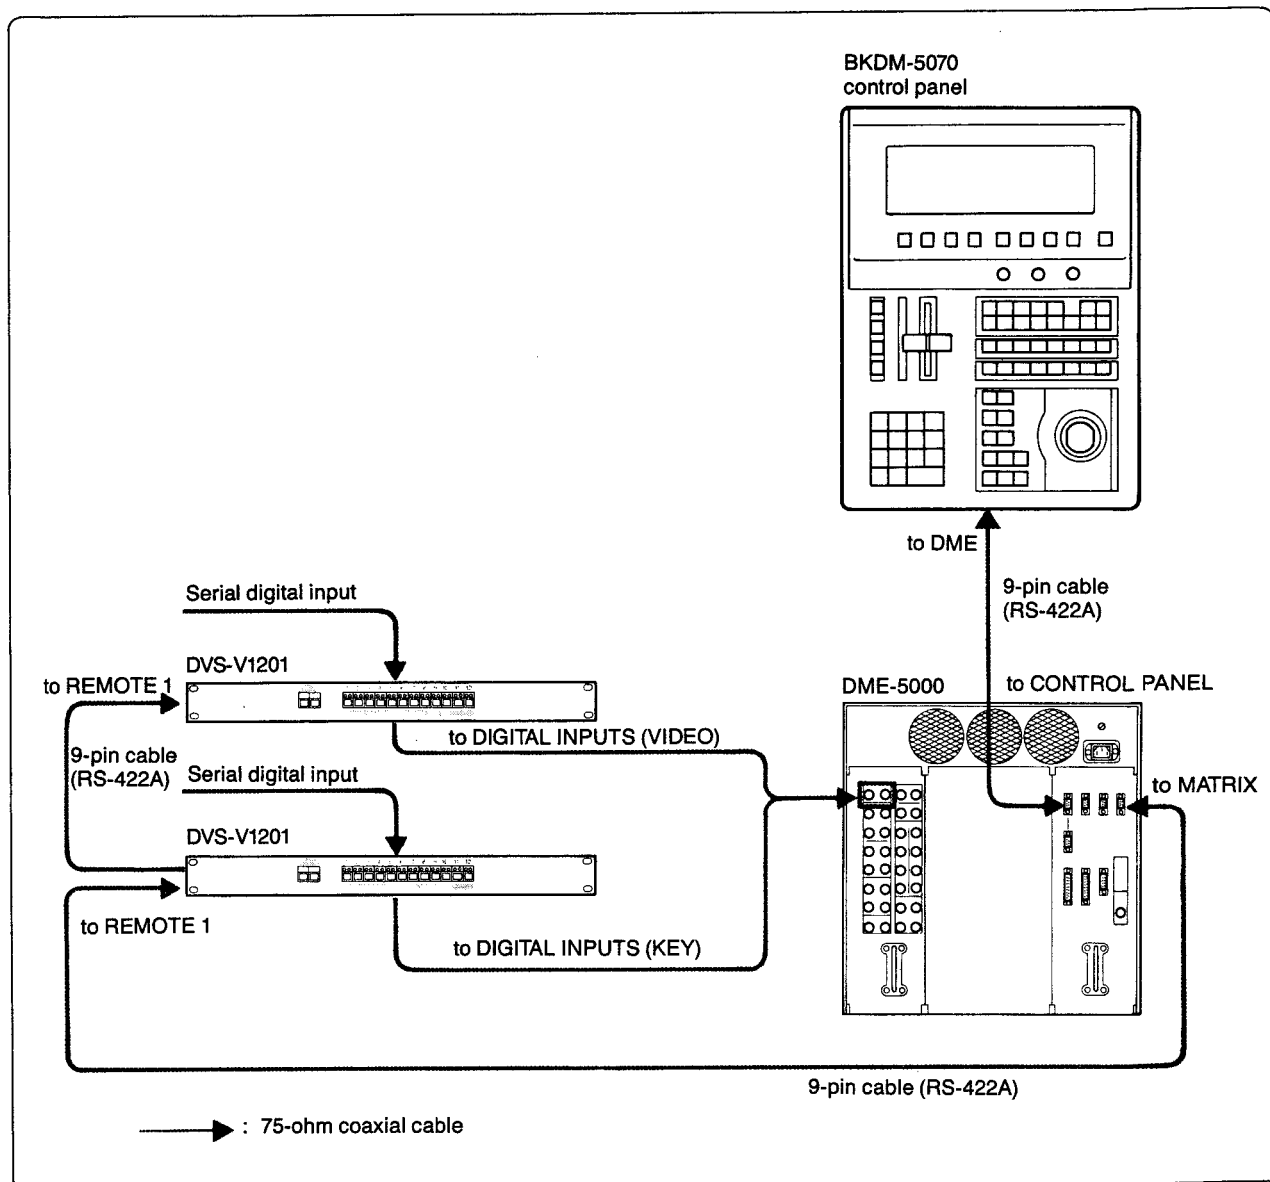 BKDM-5070
control panel
to DME
9-pin cable
(RS-422A)
Serial digital input
DVS-V1201
to REMOTE 1
DME-5000
to CONTROL PANEL
to DIGITAL INPUTS (VIDEO)
9-pin cable
(RS-422A)
Serial digital input
to MATRIX
DVS-V1201
to REMOTE 1
to DIGITAL INPUTS (KEY)
9-pin cable (RS-422A)
: 75-ohm coaxial cable